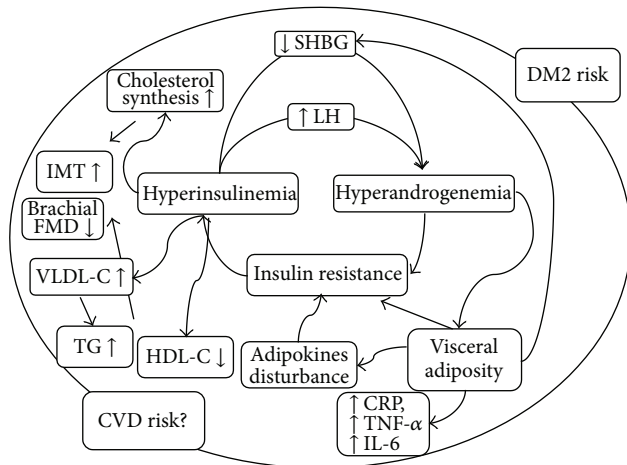 ↓ SHBG
DM2 risk
Cholesterol
synthesis ↑
↑ LH
IMT ↑
Hyperinsulinemia
Hyperandrogenemia
Brachial
FMD ↓
VLDL-C ↑
Insulin resistance
TG ↑
HDL-C ↓
Adipokines
disturbance
Visceral
adiposity
CVD risk?
↑ CRP,
↑ TNF-α
↑ IL-6